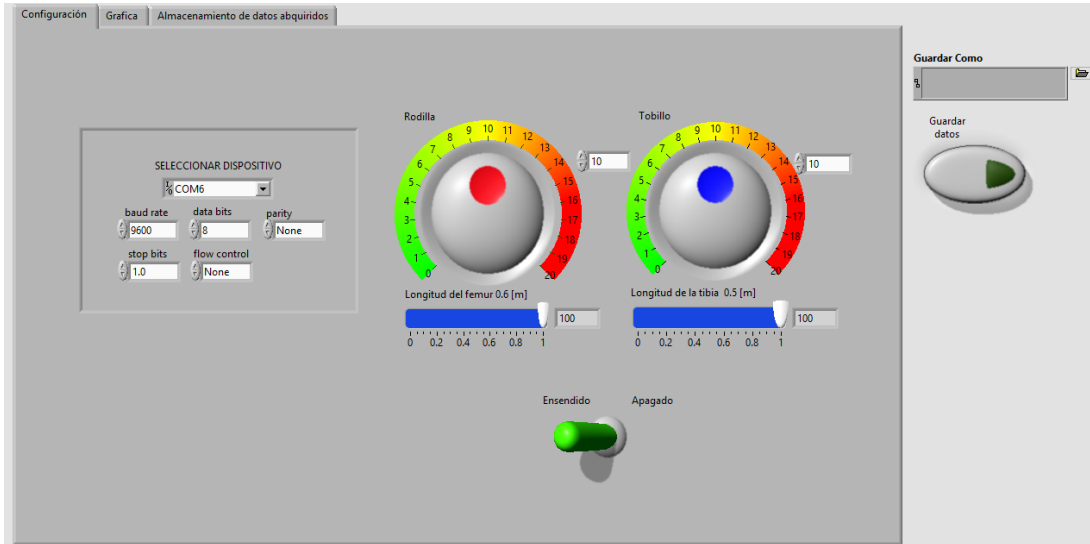 Configuración
Grafica
Almacenamiento de datos abquiridos
Guardar Como
Guardar
datos
SELECCIONAR DISPOSITIVO
COM6
baud rate data bits parity
9600 8 None
stop bits flow control
1.0 None
Rodilla
0 1 2 3 4 5 6 7 8 9 10 11 12 13 14 15 16 17 18 19 20
10
Longitud del femur 0.6 [m]
100
0 0.2 0.4 0.6 0.8 1
Tobillo
0 1 2 3 4 5 6 7 8 9 10 11 12 13 14 15 16 17 18 19 20
10
Longitud de la tibia 0.5 [m]
100
0 0.2 0.4 0.6 0.8 1
Ensendido Apagado